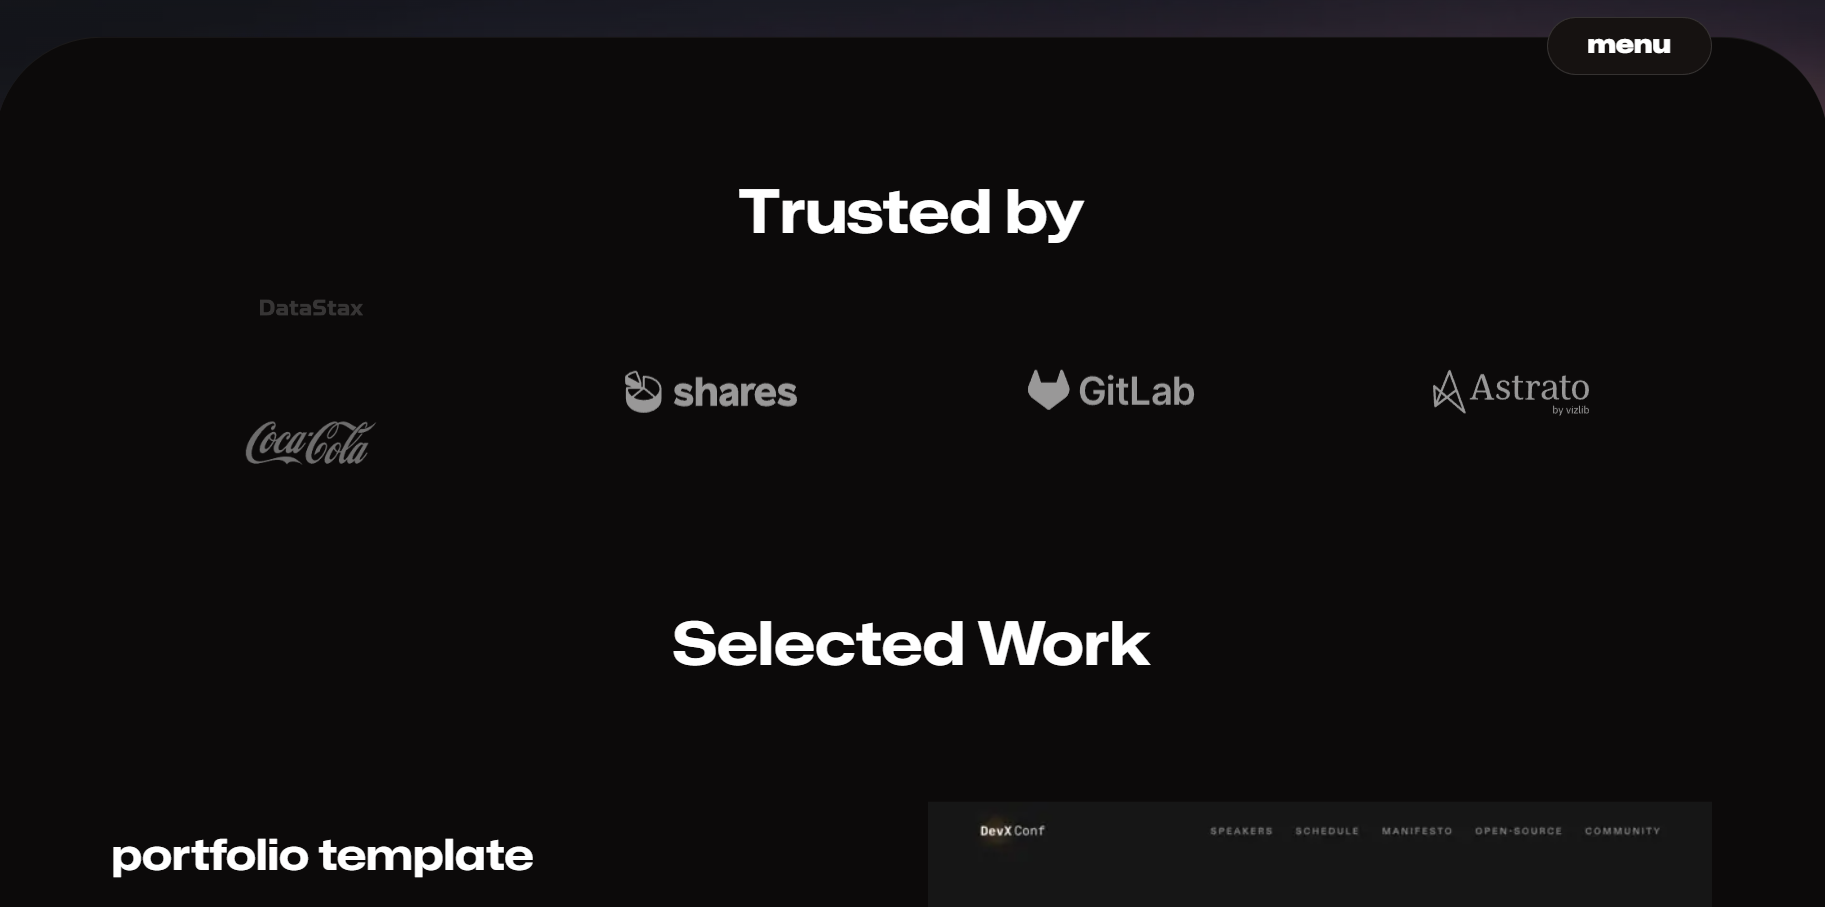 menu
Trusted by
DataStax
shares
GitLab
Astrato
by vizlib
Coca-Cola
Selected Work
portfolio template
DevX Conf
SPEAKERS SCHEDULE MANIFESTO OPEN-SOURCE COMMUNITY